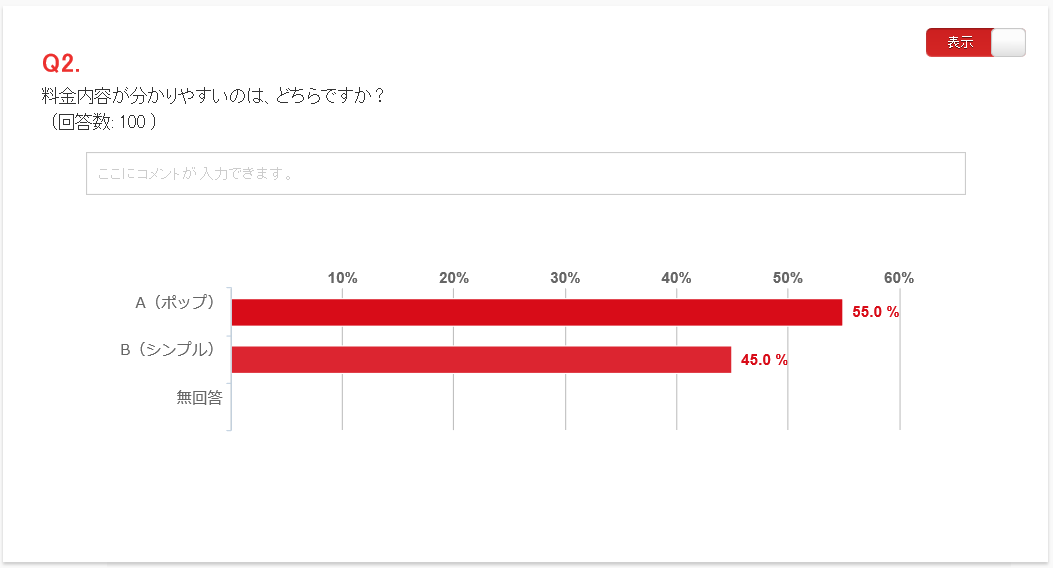 表示
Q2.
料金内容が分かりやすいのは、どちらですか？
（回答数: 100 ）
ここにコメントが入力できます。
10% 20% 30% 40% 50% 60%
A（ポップ） 55.0 %
B（シンプル） 45.0 %
無回答